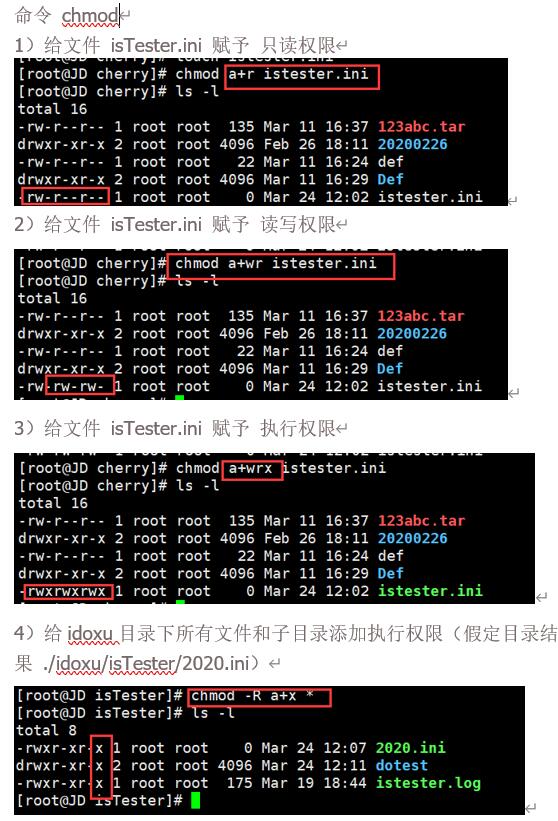 命令 chmod
1）给文件 isTester.ini 赋予 只读权限
[root@JD cherry]# chmod a+r istester.ini
[root@JD cherry]# ls -l
total 16
-rw-r--r-- 1 root root 135 Mar 11 16:37 123abc.tar
drwxr-xr-x 2 root root 4096 Feb 26 18:11 20200226
-rw-r--r-- 1 root root 22 Mar 11 16:24 def
drwxr-xr-x 2 root root 4096 Mar 11 16:29 Def
-rw-r--r-- 1 root root 0 Mar 24 12:02 istester.ini
2）给文件 isTester.ini 赋予 读写权限
[root@JD cherry]# chmod a+wr istester.ini
[root@JD cherry]# ls -l
total 16
-rw-r--r-- 1 root root 135 Mar 11 16:37 123abc.tar
drwxr-xr-x 2 root root 4096 Feb 26 18:11 20200226
-rw-r--r-- 1 root root 22 Mar 11 16:24 def
drwxr-xr-x 2 root root 4096 Mar 11 16:29 Def
-rw-rw-rw- 1 root root 0 Mar 24 12:02 istester.ini
3）给文件 isTester.ini 赋予 执行权限
[root@JD cherry]# chmod a+wrx istester.ini
[root@JD cherry]# ls -l
total 16
-rw-r--r-- 1 root root 135 Mar 11 16:37 123abc.tar
drwxr-xr-x 2 root root 4096 Feb 26 18:11 20200226
-rw-r--r-- 1 root root 22 Mar 11 16:24 def
drwxr-xr-x 2 root root 4096 Mar 11 16:29 Def
-rwxrwxrwx 1 root root 0 Mar 24 12:02 istester.ini
4）给 idoxu 目录下所有文件和子目录添加执行权限（假定目录结
果 ./idoxu/isTester/2020.ini）
[root@JD isTester]# chmod -R a+x *
[root@JD isTester]# ls -l
total 8
-rwxr-xr-x 1 root root 0 Mar 24 12:07 2020.ini
drwxr-xr-x 2 root root 4096 Mar 24 12:11 dotest
-rwxr-xr-x 1 root root 175 Mar 19 18:44 istester.log
[root@JD isTester]#